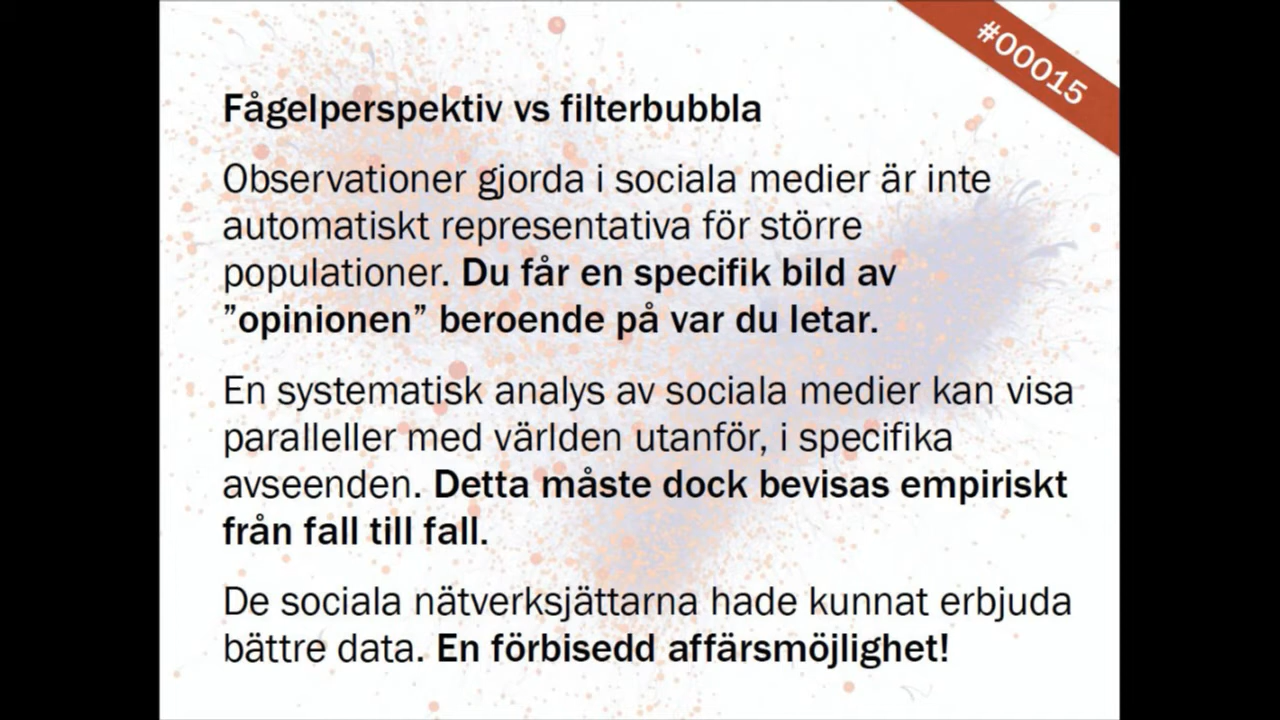 #00015
Fågelperspektiv vs filterbubbla
Observationer gjorda i sociala medier är inte
automatiskt representativa för större
populationer. Du får en specifik bild av
”opinionen” beroende på var du letar.
En systematisk analys av sociala medier kan visa
paralleller med världen utanför, i specifika
avseenden. Detta måste dock bevisas empiriskt
från fall till fall.
De sociala nätverksjättarna hade kunnat erbjuda
bättre data. En förbisedd affärsmöjlighet!